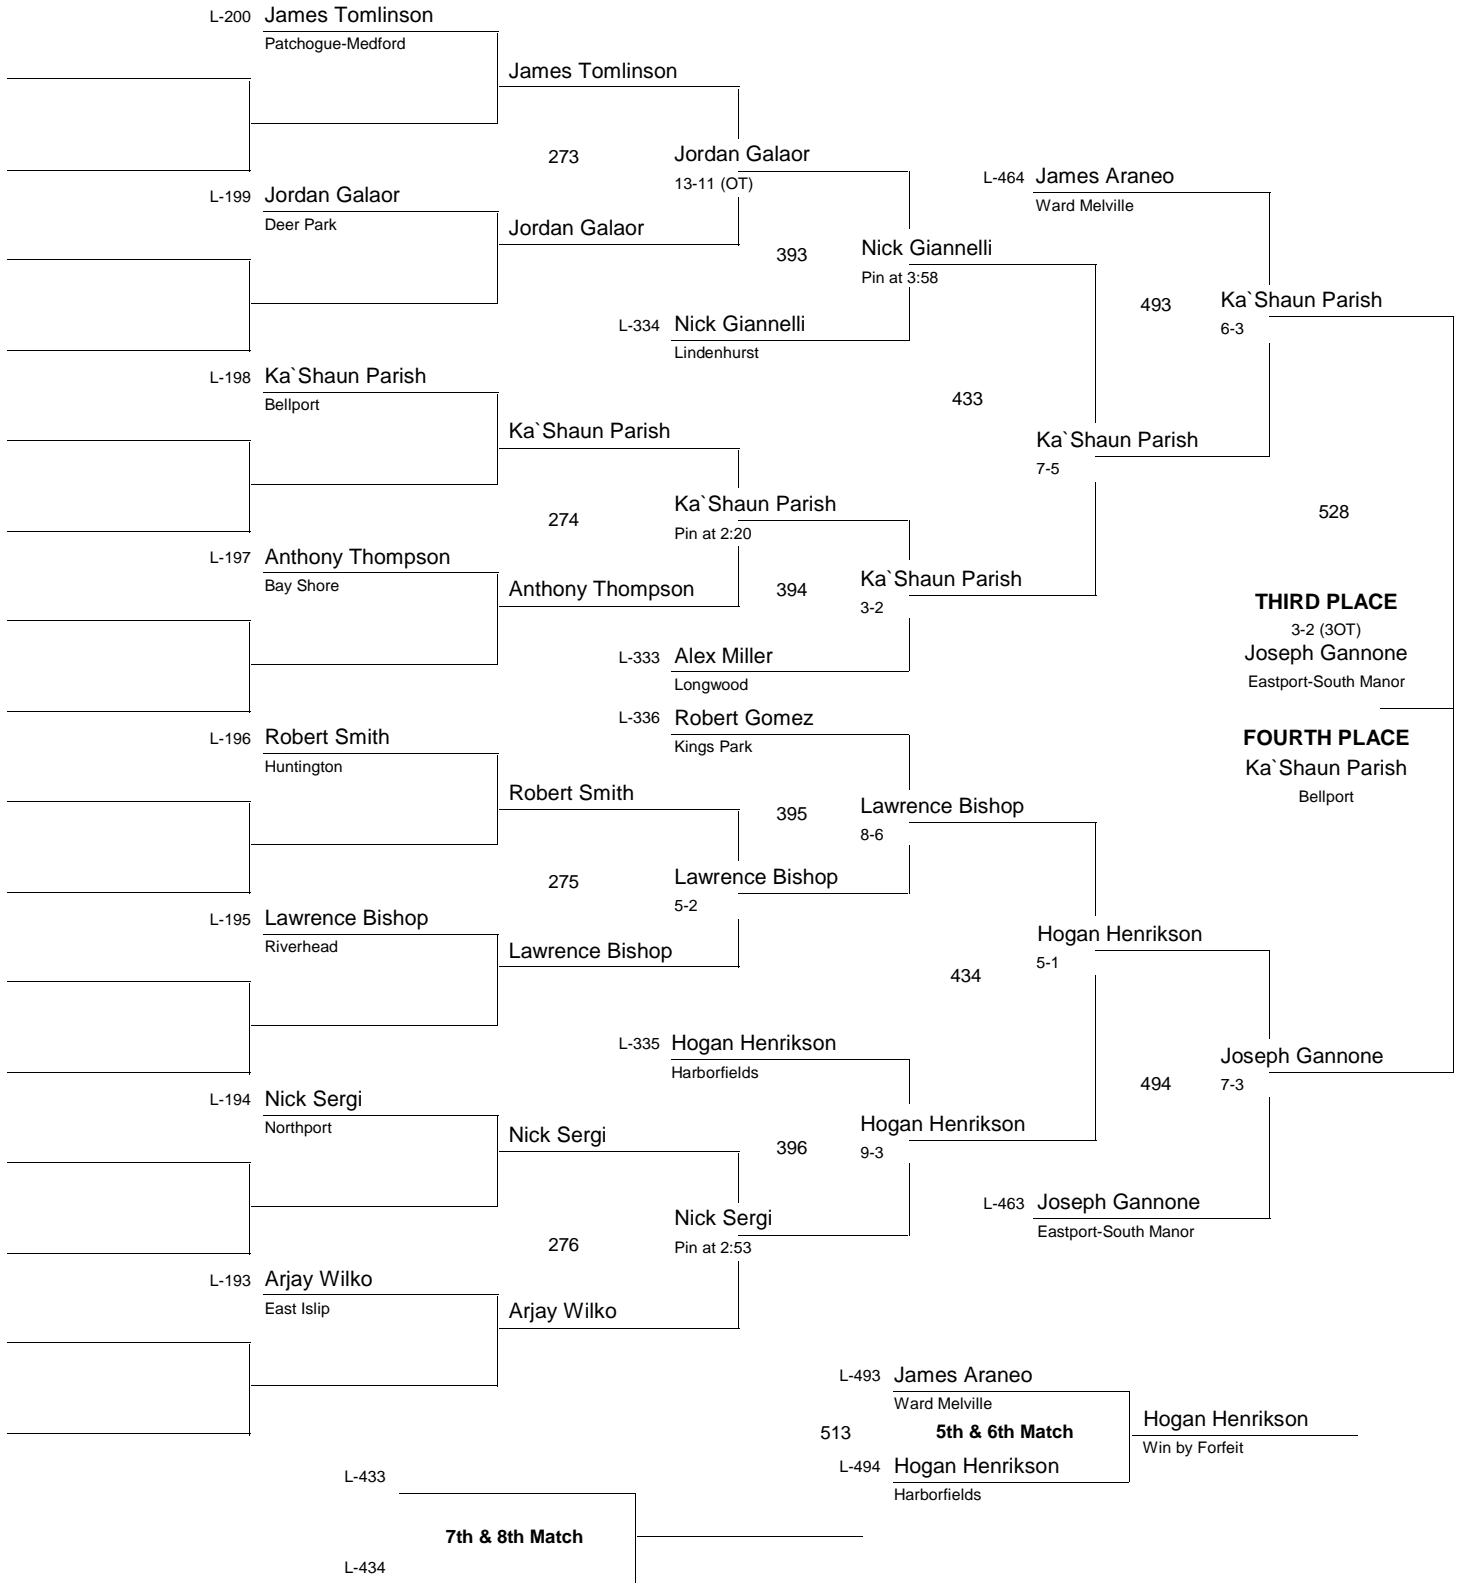 L-200 James Tomlinson
Patchogue-Medford
James Tomlinson
273 Jordan Galaor
13-11 (OT)
L-464 James Araneo
Ward Melville
L-199 Jordan Galaor
Deer Park
Jordan Galaor
393 Nick Giannelli
Pin at 3:58
493 Ka`Shaun Parish
6-3
L-334 Nick Giannelli
Lindenhurst
L-198 Ka`Shaun Parish
Bellport
433
Ka`Shaun Parish
Ka`Shaun Parish
7-5
274 Ka`Shaun Parish
Pin at 2:20
528
L-197 Anthony Thompson
Bay Shore
Anthony Thompson
394 Ka`Shaun Parish
3-2
THIRD PLACE
3-2 (3OT)
Joseph Gannone
Eastport-South Manor
L-333 Alex Miller
Longwood
L-336 Robert Gomez
Kings Park
FOURTH PLACE
Ka`Shaun Parish
Bellport
L-196 Robert Smith
Huntington
Robert Smith
395 Lawrence Bishop
8-6
275 Lawrence Bishop
5-2
L-195 Lawrence Bishop
Riverhead
Lawrence Bishop
434 Hogan Henrikson
5-1
L-335 Hogan Henrikson
Harborfields
494 Joseph Gannone
7-3
L-194 Nick Sergi
Northport
Nick Sergi
396 Hogan Henrikson
9-3
L-463 Joseph Gannone
Eastport-South Manor
276 Nick Sergi
Pin at 2:53
L-193 Arjay Wilko
East Islip
Arjay Wilko
L-493 James Araneo
Ward Melville
513 5th & 6th Match
Hogan Henrikson
Win by Forfeit
L-494 Hogan Henrikson
Harborfields
L-433
7th & 8th Match
L-434